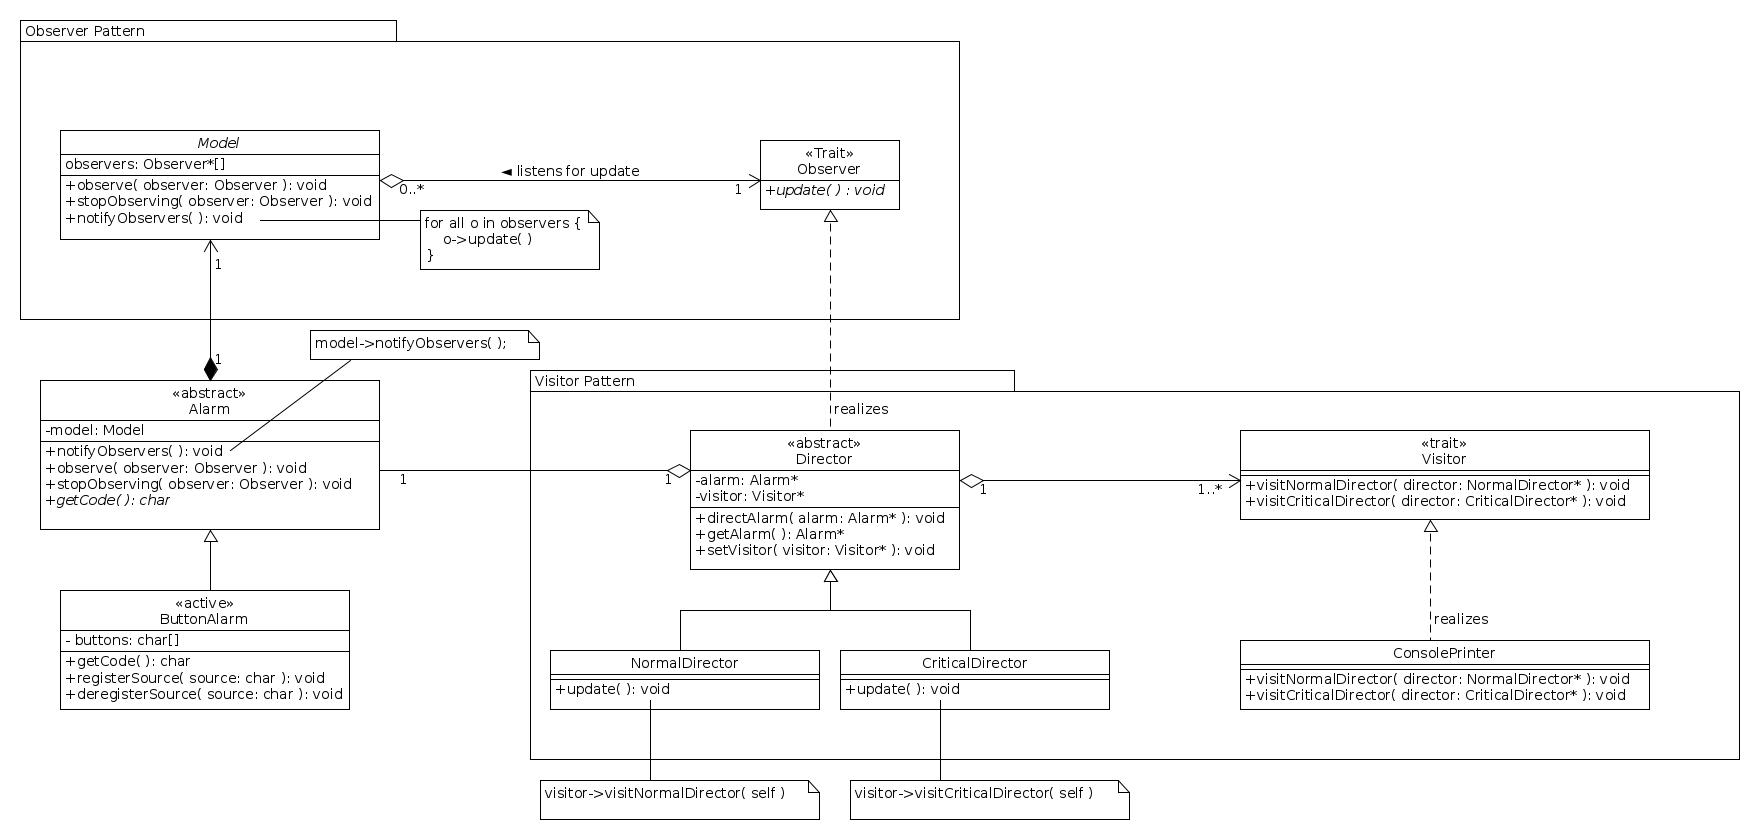 Observer Pattern
Model
observers: Observer*[]
+observe( observer: Observer ): void
+stopObserving( observer: Observer ): void
+notifyObservers( ): void
0..*
◄ listens for update
1
«Trait»
Observer
+update( ) : void
for all o in observers {
o->update( )
}
1
1
model->notifyObservers( );
«abstract»
Alarm
-model: Model
+notifyObservers( ): void
+observe( observer: Observer ): void
+stopObserving( observer: Observer ): void
+getCode( ): char
«active»
ButtonAlarm
- buttons: char[]
+getCode( ): char
+registerSource( source: char ): void
+deregisterSource( source: char ): void
Visitor Pattern
realizes
1
1
«abstract»
Director
-alarm: Alarm*
-visitor: Visitor*
+directAlarm( alarm: Alarm* ): void
+getAlarm( ): Alarm*
+setVisitor( visitor: Visitor* ): void
1
1..*
«trait»
Visitor
+visitNormalDirector( director: NormalDirector* ): void
+visitCriticalDirector( director: CriticalDirector* ): void
realizes
NormalDirector
+update( ): void
CriticalDirector
+update( ): void
ConsolePrinter
+visitNormalDirector( director: NormalDirector* ): void
+visitCriticalDirector( director: CriticalDirector* ): void
visitor->visitNormalDirector( self )
visitor->visitCriticalDirector( self )